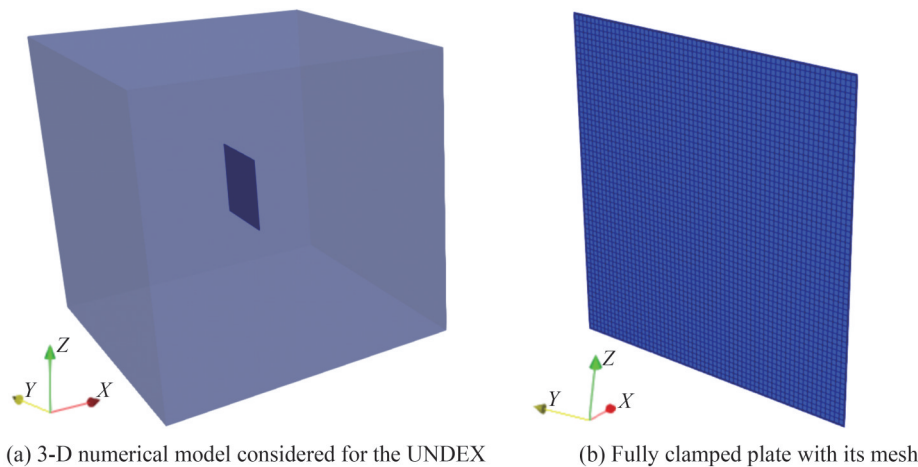 Z
Y
X
Z
Y
X
(a) 3-D numerical model considered for the UNDEX
(b) Fully clamped plate with its mesh